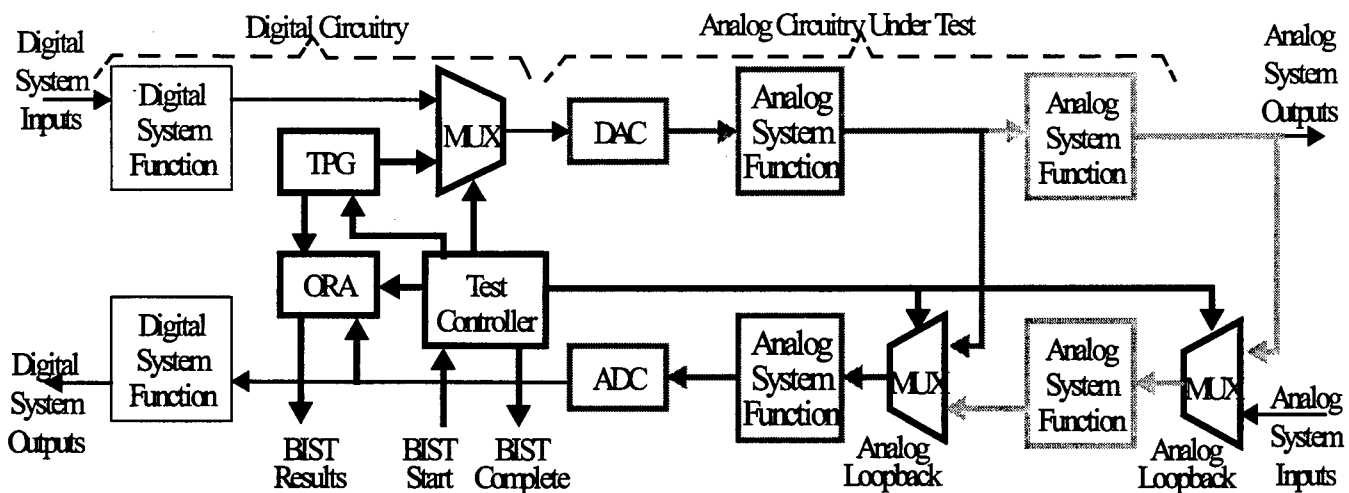 Digital Circuitry
Analog Circuitry Under Test
Digital
System
Inputs
Analog
System
Outputs
Digital
System
Function
MUX
DAC
Analog
System
Function
Analog
System
Function
TPG
ORA
Test
Controller
Digital
System
Outputs
Digital
System
Function
ADC
Analog
System
Function
MUX
Analog
System
Function
MUX
Analog
System
Inputs
BIST
Results
BIST
Start
BIST
Complete
Analog
Loopback
Analog
Loopback